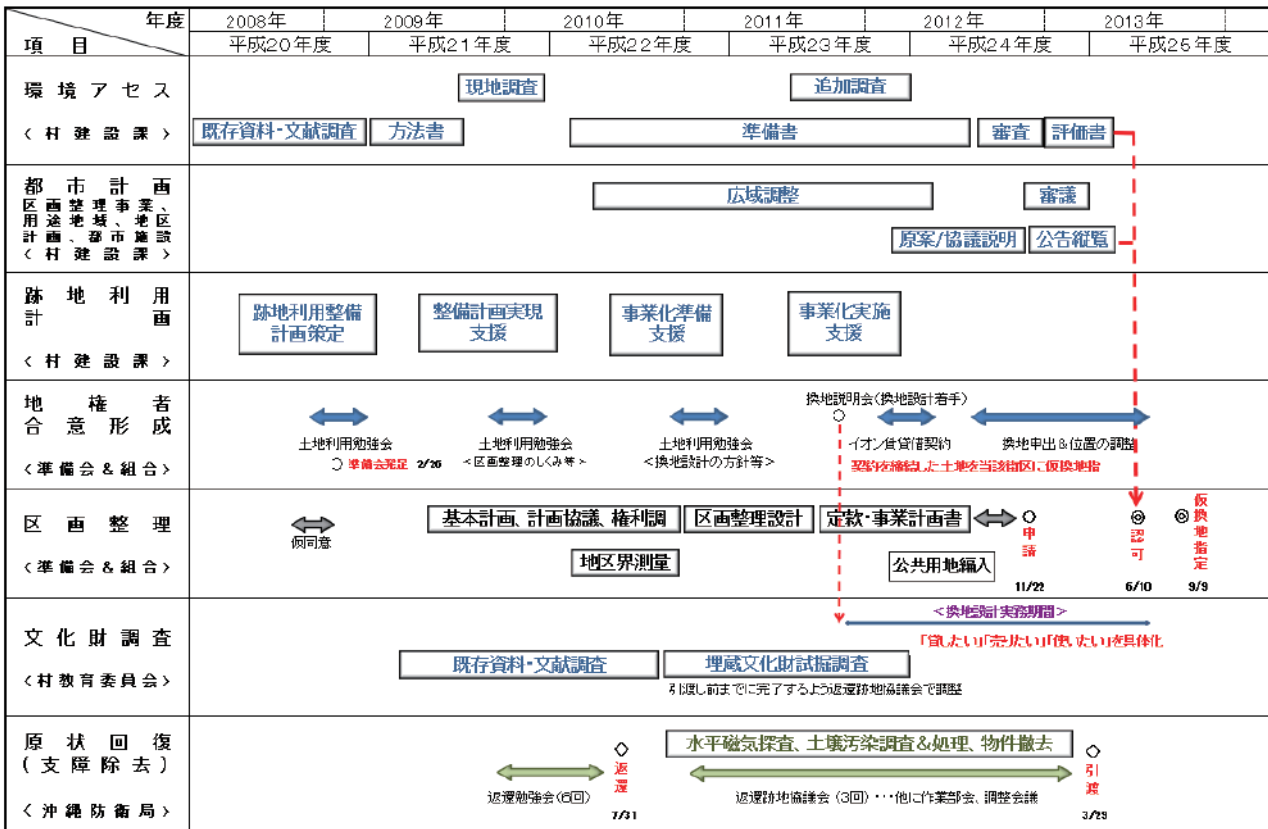 年度
項　目
2008年 2009年 2010年 2011年 2012年 2013年
平成20年度 平成21年度 平成22年度 平成23年度 平成24年度 平成25年度
環境アセス
〈村建設課〉
現地調査
追加調査
既存資料・文献調査
方法書
準備書
審査
評価書
都市計画
区画整理事業、
用途地域、地区
計画、都市施設
〈村建設課〉
広域調整
審議
原案/協議説明
公告縦覧
跡地利用
計画
〈村建設課〉
跡地利用整備
計画策定
整備計画実現
支援
事業化準備
支援
事業化実施
支援
地権者
合意形成
〈準備会&組合〉
土地利用勉強会
準備会発足 2/26
土地利用勉強会
<区画整理のしくみ等>
土地利用勉強会
<換地設計の方針等>
換地説明会(換地設計着手)
イオン賃貸借契約
換地申出&位置の調整
契約を締結した土地を当該街区に仮換地指
区画整理
〈準備会&組合〉
仮同意
基本計画、計画協議、権利調
区画整理設計
定款・事業計画書
地区界測量
公共用地編入
申請
11/22
認可
6/10
仮換地指定
9/9
文化財調査
〈村教育委員会〉
<換地設計実務期間>
「貸したい」「売りたい」「使いたい」を具体化
既存資料・文献調査
埋蔵文化財試掘調査
引渡し前までに完了するよう返還跡地協議会で調整
原状回復
(支障除去)
〈沖縄防衛局〉
水平磁気探査、土壌汚染調査&処理、物件撤去
返還勉強会(6回)
返還
7/31
返還跡地協議会（3回）・・・他に作業部会、調整会議
引渡
3/29